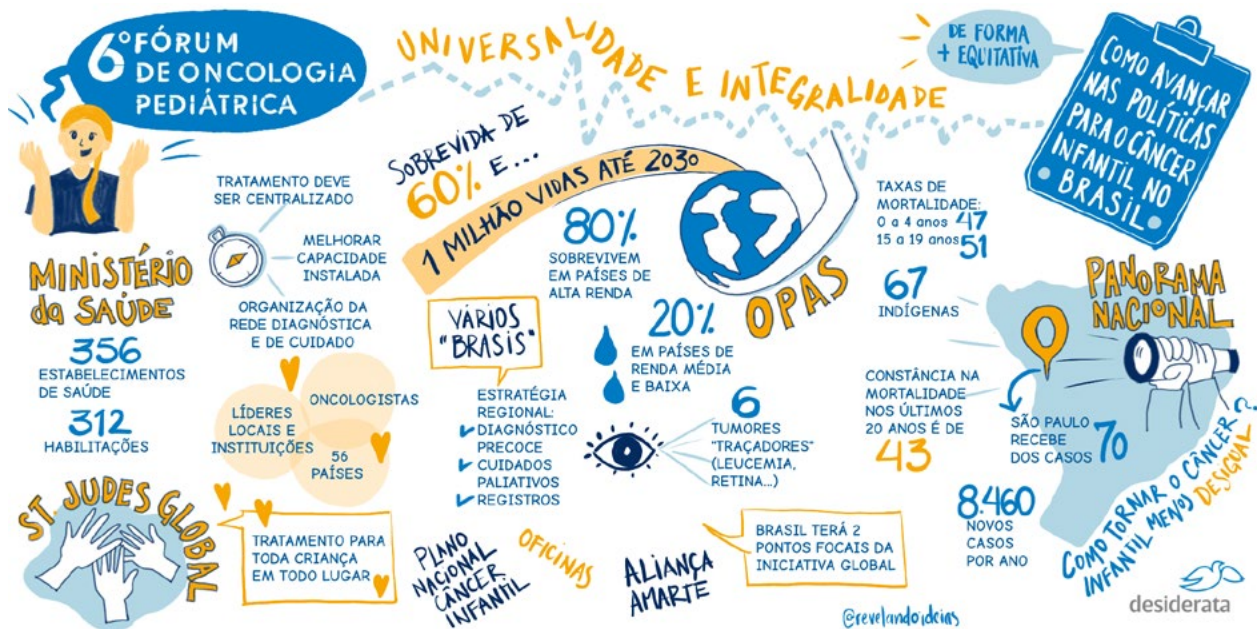 6º FÓRUM
DE ONCOLOGIA
PEDIÁTRICA
UNIVERSALIDADE E INTEGRALIDADE
DE FORMA
+ EQUITATIVA
COMO AVANÇAR
NAS POLÍTICAS
PARA O CÂNCER
INFANTIL NO
BRASIL
SOBREVIDA DE
60% E ...
1 MILHÃO VIDAS ATÉ 2030
80%
SOBREVIVEM
EM PAÍSES DE
ALTA RENDA
20%
EM PAÍSES DE
RENDA MÉDIA
E BAIXA
OPAS
TRATAMENTO DEVE
SER CENTRALIZADO
MELHORAR
CAPACIDADE
INSTALADA
ORGANIZAÇÃO DA
REDE DIAGNÓSTICA
E DE CUIDADO
MINISTÉRIO
da SAÚDE
356
ESTABELECIMENTOS
DE SAÚDE
312
HABILITAÇÕES
LÍDERES
LOCAIS E
INSTITUIÇÕES
ONCOLOGISTAS
56
PAÍSES
ST. JUDES GLOBAL
TRATAMENTO PARA
TODA CRIANÇA
EM TODO LUGAR
VÁRIOS
"BRASIS"
ESTRATÉGIA
REGIONAL:
DIAGNÓSTICO
PRECOCE
CUIDADOS
PALIATIVOS
REGISTROS
6
TUMORES
"TRAÇADORES"
(LEUCEMIA,
RETINA...)
PLANO
NACIONAL
CÂNCER
INFANTIL
OFICINAS
ALIANÇA
AMARTE
BRASIL TERÁ 2
PONTOS FOCAIS DA
INICIATIVA GLOBAL
TAXAS DE
MORTALIDADE:
0 a 4 anos 47
15 a 19 anos 51
67
INDÍGENAS
CONSTÂNCIA NA
MORTALIDADE
NOS ÚLTIMOS
20 ANOS É DE
43
PANORAMA
NACIONAL
SÃO PAULO
RECEBE 70
DOS CASOS
8.460
NOVOS
CASOS
POR ANO
COMO TORNAR O CÂNCER
INFANTIL MENOS DESIGUAL?
@revelandoideias
desiderata